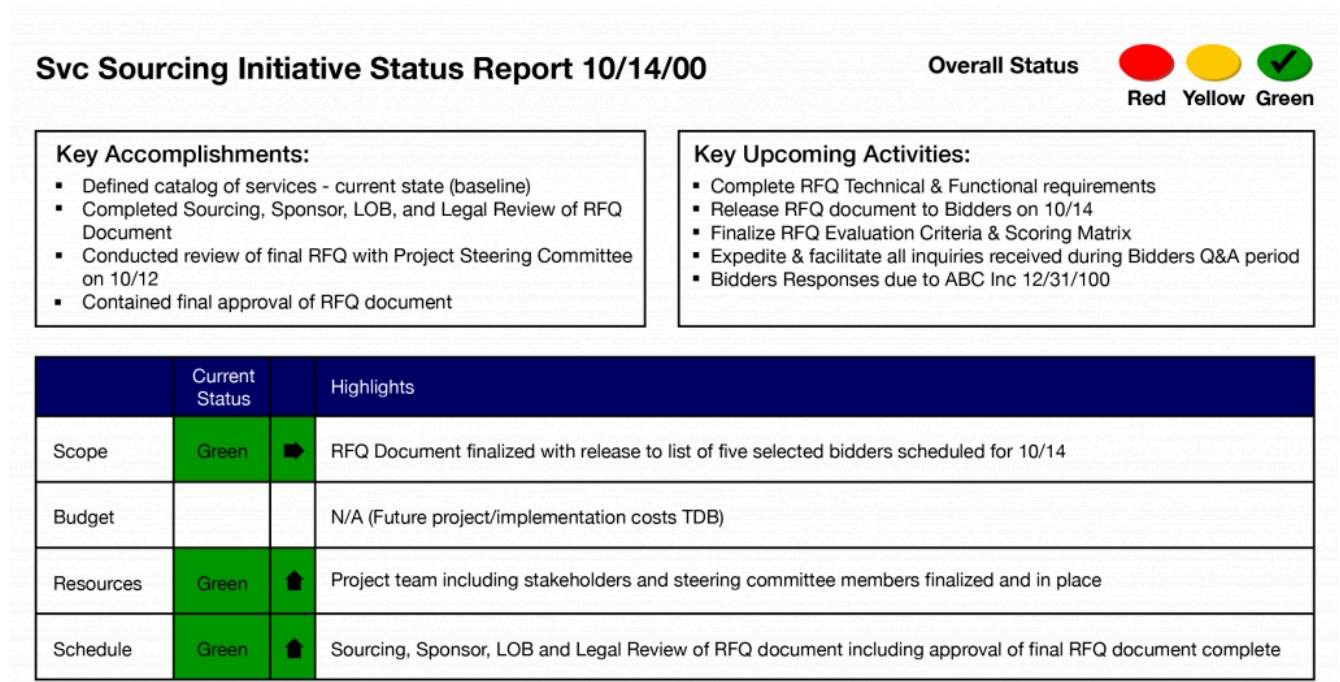 Svc Sourcing Initiative Status Report 10/14/00
Overall Status
Red Yellow Green
Key Accomplishments:
▪ Defined catalog of services - current state (baseline)
▪ Completed Sourcing, Sponsor, LOB, and Legal Review of RFQ
Document
▪ Conducted review of final RFQ with Project Steering Committee
on 10/12
▪ Contained final approval of RFQ document
Key Upcoming Activities:
▪ Complete RFQ Technical & Functional requirements
▪ Release RFQ document to Bidders on 10/14
▪ Finalize RFQ Evaluation Criteria & Scoring Matrix
▪ Expedite & facilitate all inquiries received during Bidders Q&A period
▪ Bidders Responses due to ABC Inc 12/31/100
Current
Status
Highlights
Scope
Green
RFQ Document finalized with release to list of five selected bidders scheduled for 10/14
Budget
N/A (Future project/implementation costs TDB)
Resources
Green
Project team including stakeholders and steering committee members finalized and in place
Schedule
Green
Sourcing, Sponsor, LOB and Legal Review of RFQ document including approval of final RFQ document complete